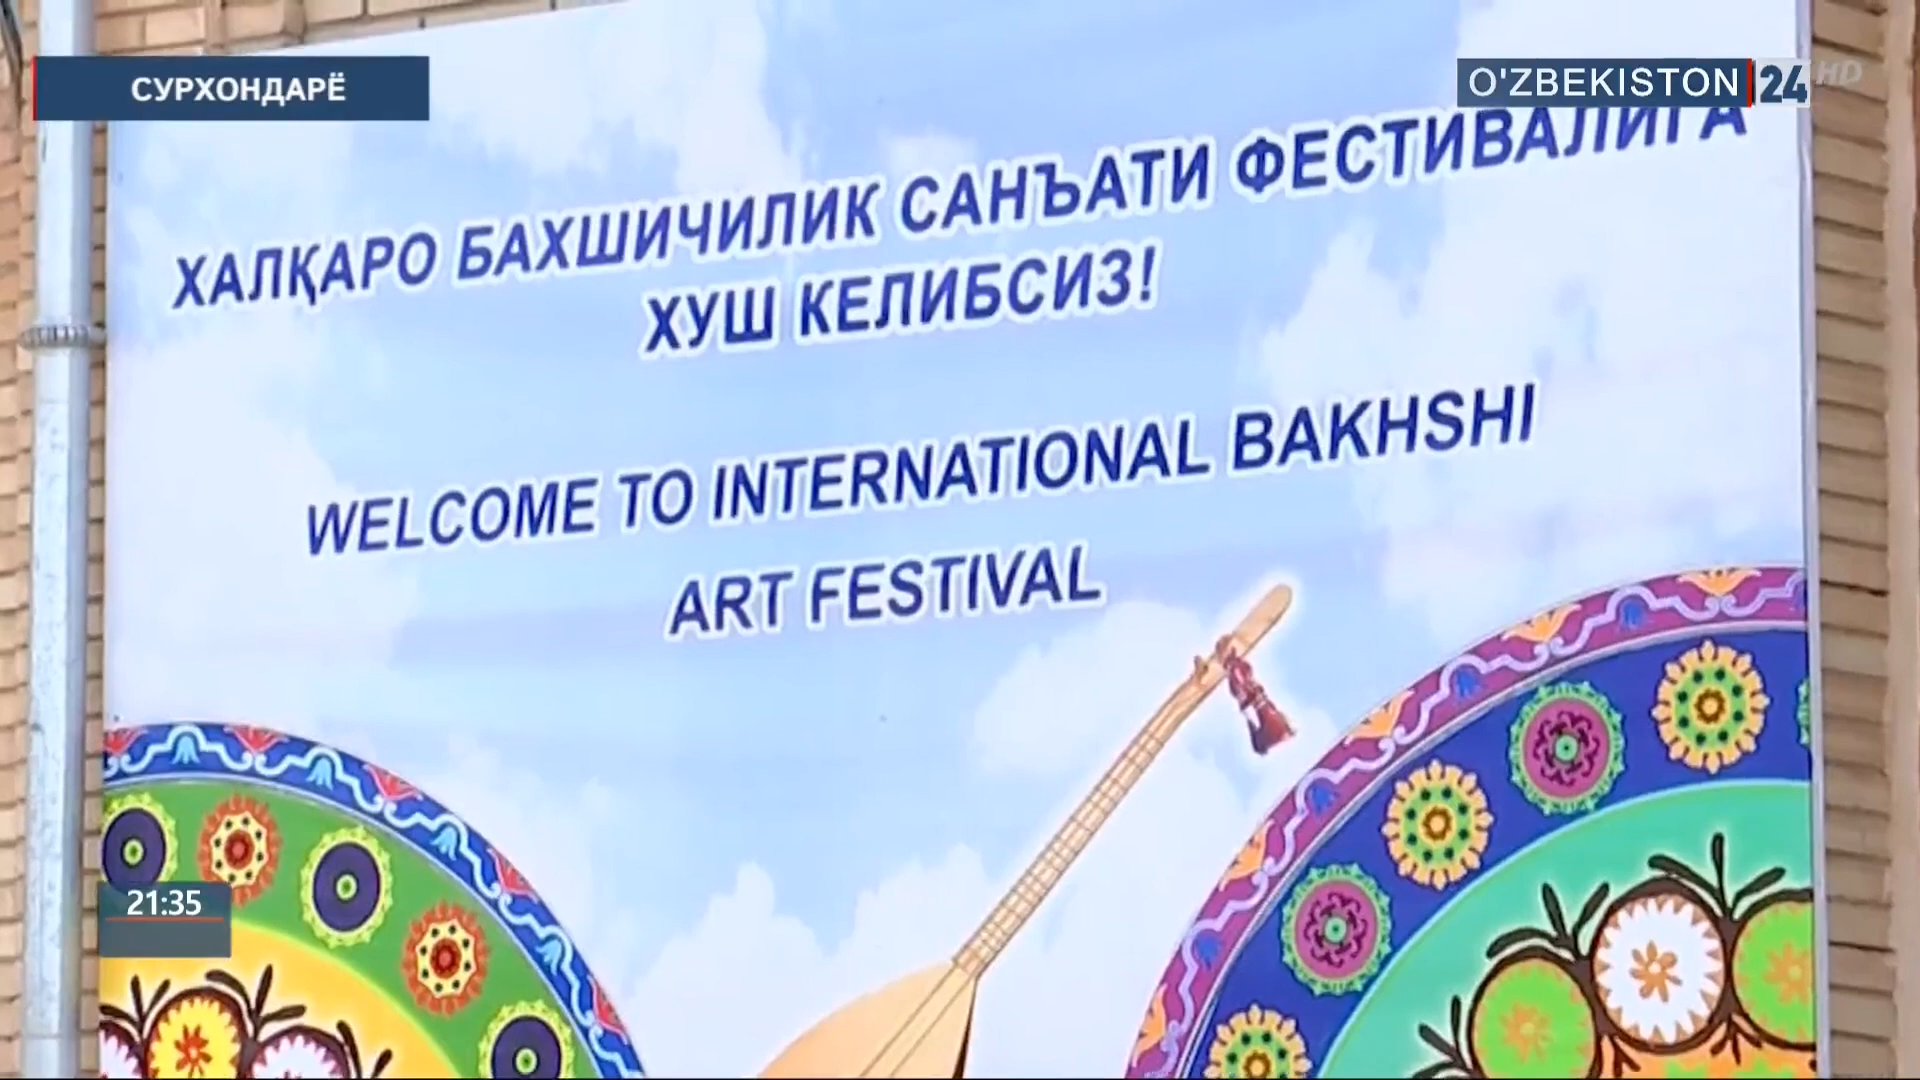 СУРХОНДАРЁ
O'ZBEKISTON 24 HD
ХАЛҚАРО БАХШИЧИЛИК САНЪАТИ ФЕСТИВАЛИГА
ХУШ КЕЛИБСИЗ!
WELCOME TO INTERNATIONAL BAKHSHI
ART FESTIVAL
21:35